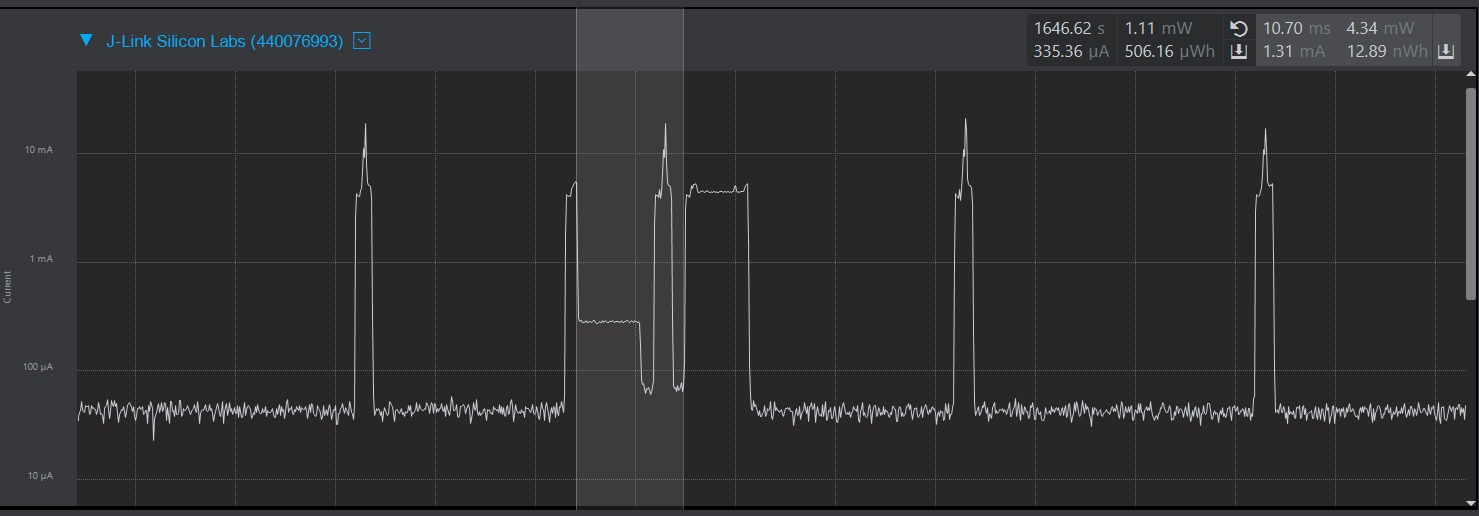 J-Link Silicon Labs (440076993)
1646.62 s 1.11 mW 10.70 ms 4.34 mW
335.36 µA 506.16 µWh 1.31 mA 12.89 nWh
10 mA
1 mA
Current
100 µA
10 µA